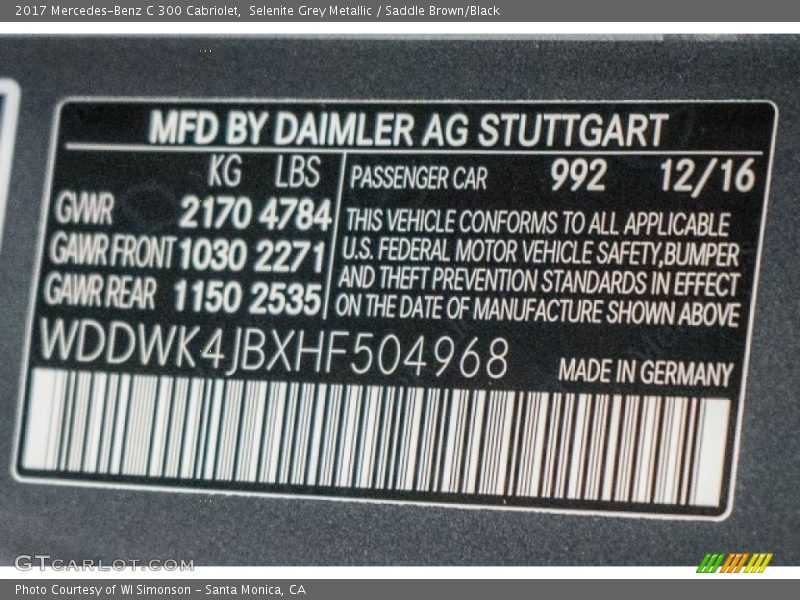 2017 Mercedes-Benz C 300 Cabriolet,  Selenite Grey Metallic / Saddle Brown/Black
MFD BY DAIMLER AG STUTTGART
KG LBS
GVWR 2170 4784
GAWR FRONT 1030 2271
GAWR REAR 1150 2535
PASSENGER CAR 992 12/16
THIS VEHICLE CONFORMS TO ALL APPLICABLE
U.S. FEDERAL MOTOR VEHICLE SAFETY,BUMPER
AND THEFT PREVENTION STANDARDS IN EFFECT
ON THE DATE OF MANUFACTURE SHOWN ABOVE
WDDWK4JBXHF504968
MADE IN GERMANY
GTcarlot.com
Photo Courtesy of WI Simonson - Santa Monica, CA